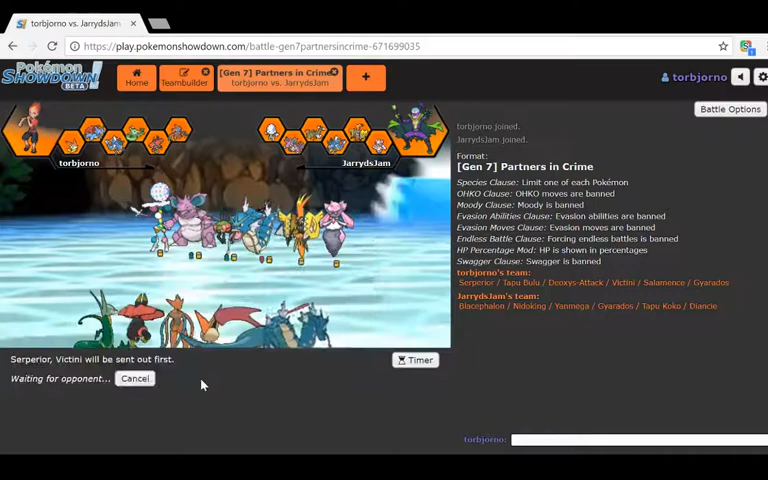 torbjorno vs. JarrydsJam
https://play.pokemonshowdown.com/battle-gen7partnersincrime-671699035
Pokémon
SHOWDOWN!
BETA
Home
Teambuilder
[Gen 7] Partners in Crime
torbjorno vs. JarrydsJam
torbjorno
Battle Options
torbjorno
JarrydsJam
torbjorno joined.
JarrydsJam joined.
Format:
[Gen 7] Partners in Crime
Species Clause: Limit one of each Pokémon
OHKO Clause: OHKO moves are banned
Moody Clause: Moody is banned
Evasion Abilities Clause: Evasion abilities are banned
Evasion Moves Clause: Evasion moves are banned
Endless Battle Clause: Forcing endless battles is banned
HP Percentage Mod: HP is shown in percentages
Swagger Clause: Swagger is banned
torbjorno's team:
Serperior / Tapu Bulu / Deoxys-Attack / Victini / Salamence / Gyarados
JarrydsJam's team:
Blacephalon / Nidoking / Yanmega / Gyarados / Tapu Koko / Diancie
Serperior, Victini will be sent out first.
Timer
Waiting for opponent...
Cancel
torbjorno: